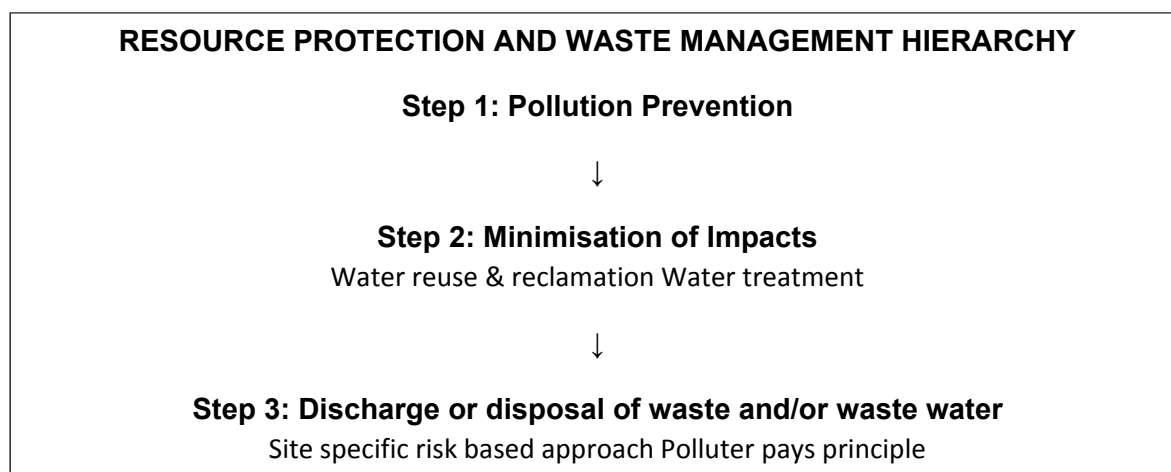 RESOURCE PROTECTION AND WASTE MANAGEMENT HIERARCHY
Step 1: Pollution Prevention
↓
Step 2: Minimisation of Impacts
Water reuse & reclamation Water treatment
↓
Step 3: Discharge or disposal of waste and/or waste water
Site specific risk based approach Polluter pays principle